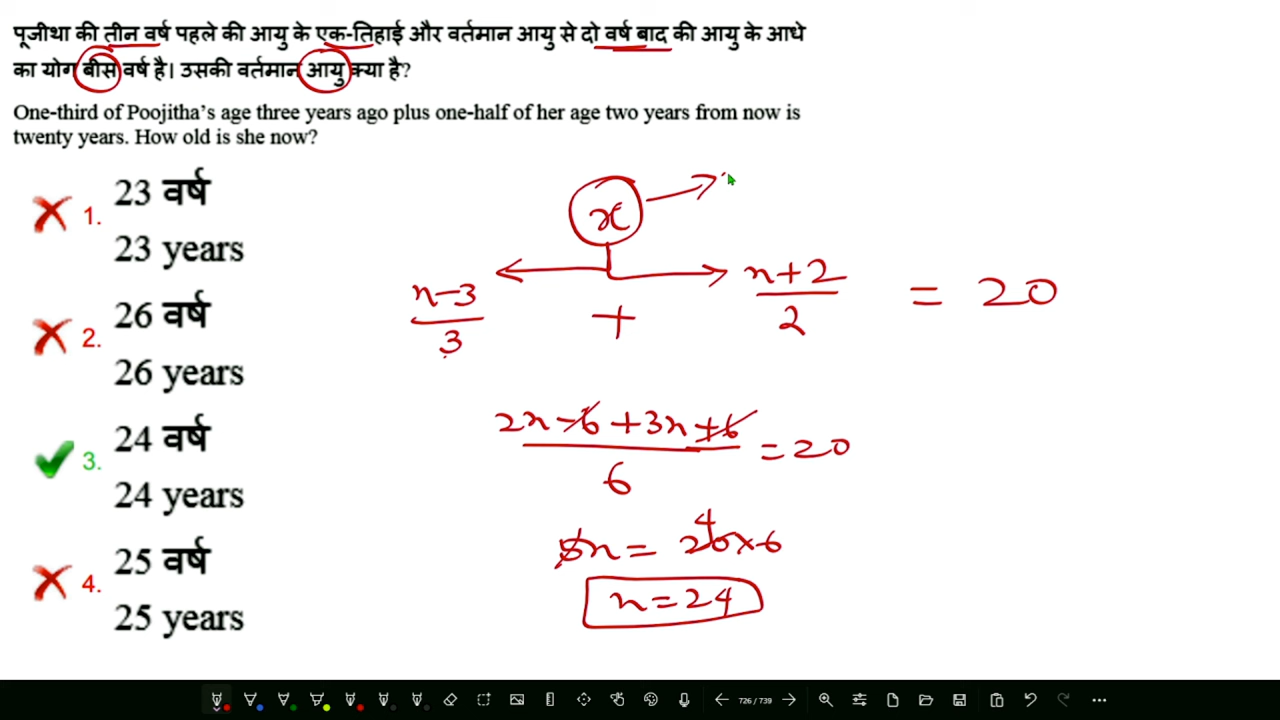 पूजीथा की तीन वर्ष पहले की आयु के एक-तिहाई और वर्तमान आयु से दो वर्ष बाद की आयु के आधे
का योग बीस वर्ष है। उसकी वर्तमान आयु क्या है?
One-third of Poojitha's age three years ago plus one-half of her age two years from now is
twenty years. How old is she now?
1. 23 वर्ष
23 years
2. 26 वर्ष
26 years
3. 24 वर्ष
24 years
4. 25 वर्ष
25 years
x
(x-3)/3 + (x+2)/2 = 20
(2x-6+3x+6)/6 = 20
5x = 20×6
4
x = 24
726 / 739